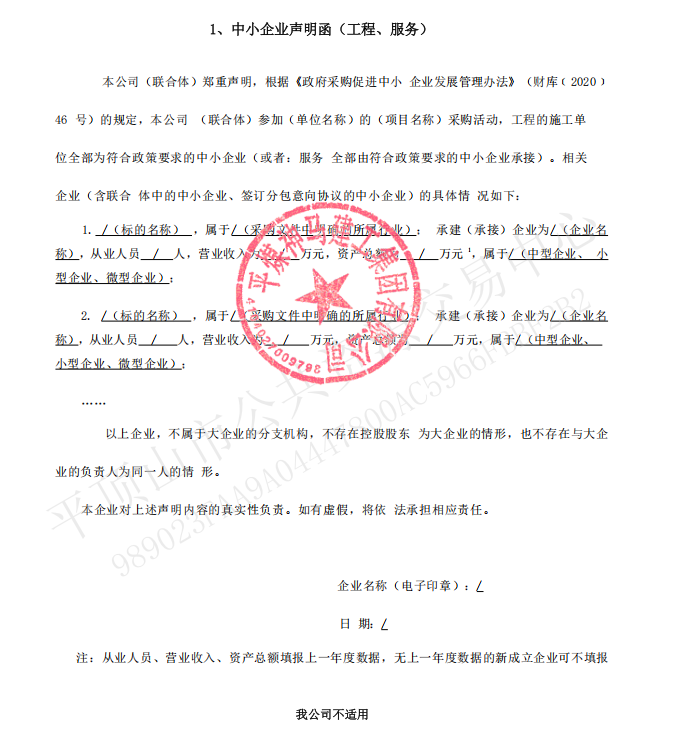 1、中小企业声明函（工程、服务）
本公司（联合体）郑重声明，根据《政府采购促进中小 企业发展管理办法》（财库﹝2020﹞
46 号）的规定，本公司 （联合体）参加（单位名称）的（项目名称）采购活动，工程的施工单
位全部为符合政策要求的中小企业（或者：服务 全部由符合政策要求的中小企业承接）。相关
企业（含联合 体中的中小企业、签订分包意向协议的中小企业）的具体情 况如下：
1. /（标的名称） ，属于/（采购文件中明确的所属行业）； 承建（承接）企业为/（企业名
称），从业人员 / 人，营业收入为 / 万元，资产总额为 / 万元¹，属于/（中型企业、 小
型企业、微型企业）；
2. /（标的名称） ，属于/（采购文件中明确的所属行业）； 承建（承接）企业为/（企业名
称），从业人员 / 人，营业收入为 / 万元，资产总额为 / 万元，属于/（中型企业、
小型企业、微型企业）；
……
以上企业，不属于大企业的分支机构，不存在控股股东 为大企业的情形，也不存在与大企
业的负责人为同一人的情 形。
本企业对上述声明内容的真实性负责。如有虚假，将依 法承担相应责任。
企业名称（电子印章）：/
日 期：/
注：从业人员、营业收入、资产总额填报上一年度数据，无上一年度数据的新成立企业可不填报
我公司不适用
平煤神马建工集团有限公司